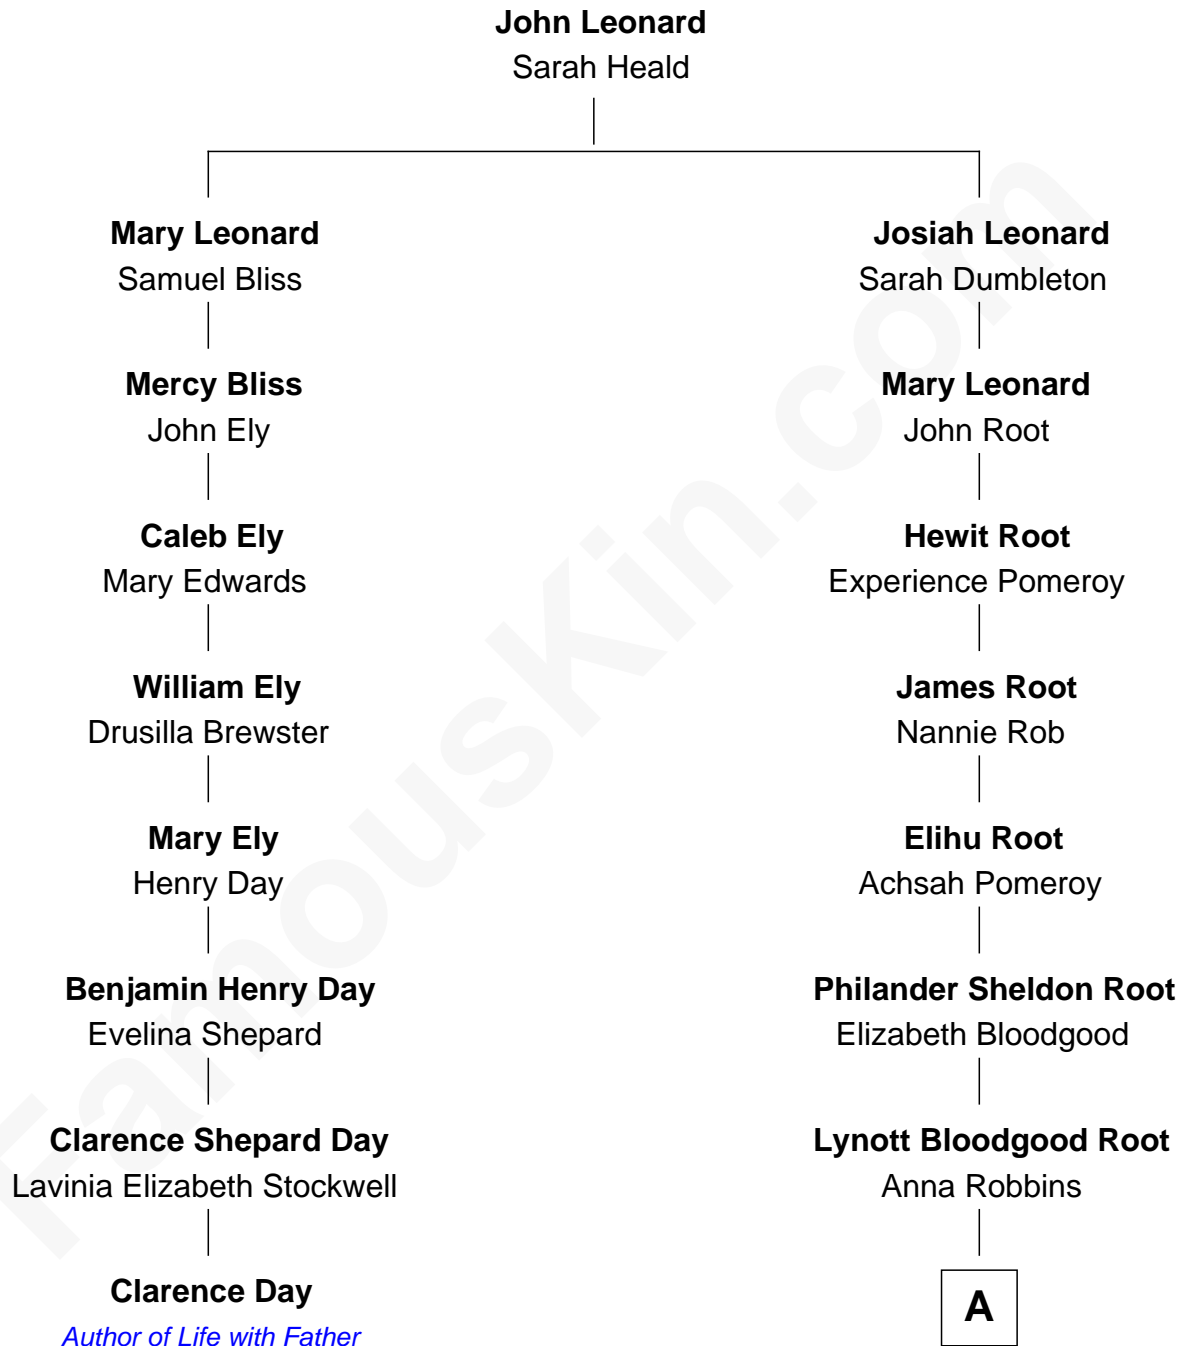 John Leonard
Sarah Heald
Mary Leonard
Samuel Bliss
Josiah Leonard
Sarah Dumbleton
Mercy Bliss
John Ely
Mary Leonard
John Root
Caleb Ely
Mary Edwards
Hewit Root
Experience Pomeroy
William Ely
Drusilla Brewster
James Root
Nannie Rob
Mary Ely
Henry Day
Elihu Root
Achsah Pomeroy
Benjamin Henry Day
Evelina Shepard
Philander Sheldon Root
Elizabeth Bloodgood
Clarence Shepard Day
Lavinia Elizabeth Stockwell
Lynott Bloodgood Root
Anna Robbins
Clarence Day
Author of Life with Father
A
FamousKin.com